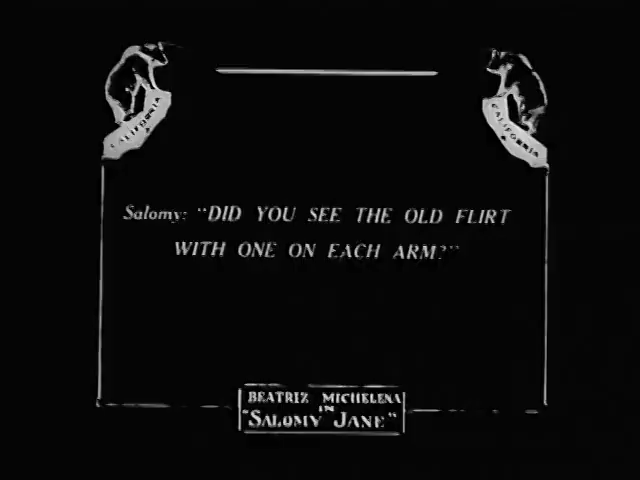 CALIFORNIA
CALIFORNIA
Salomy: "DID YOU SEE THE OLD FLIRT
WITH ONE ON EACH ARM?"
BEATRIZ MICHELENA
IN
"SALOMY JANE"